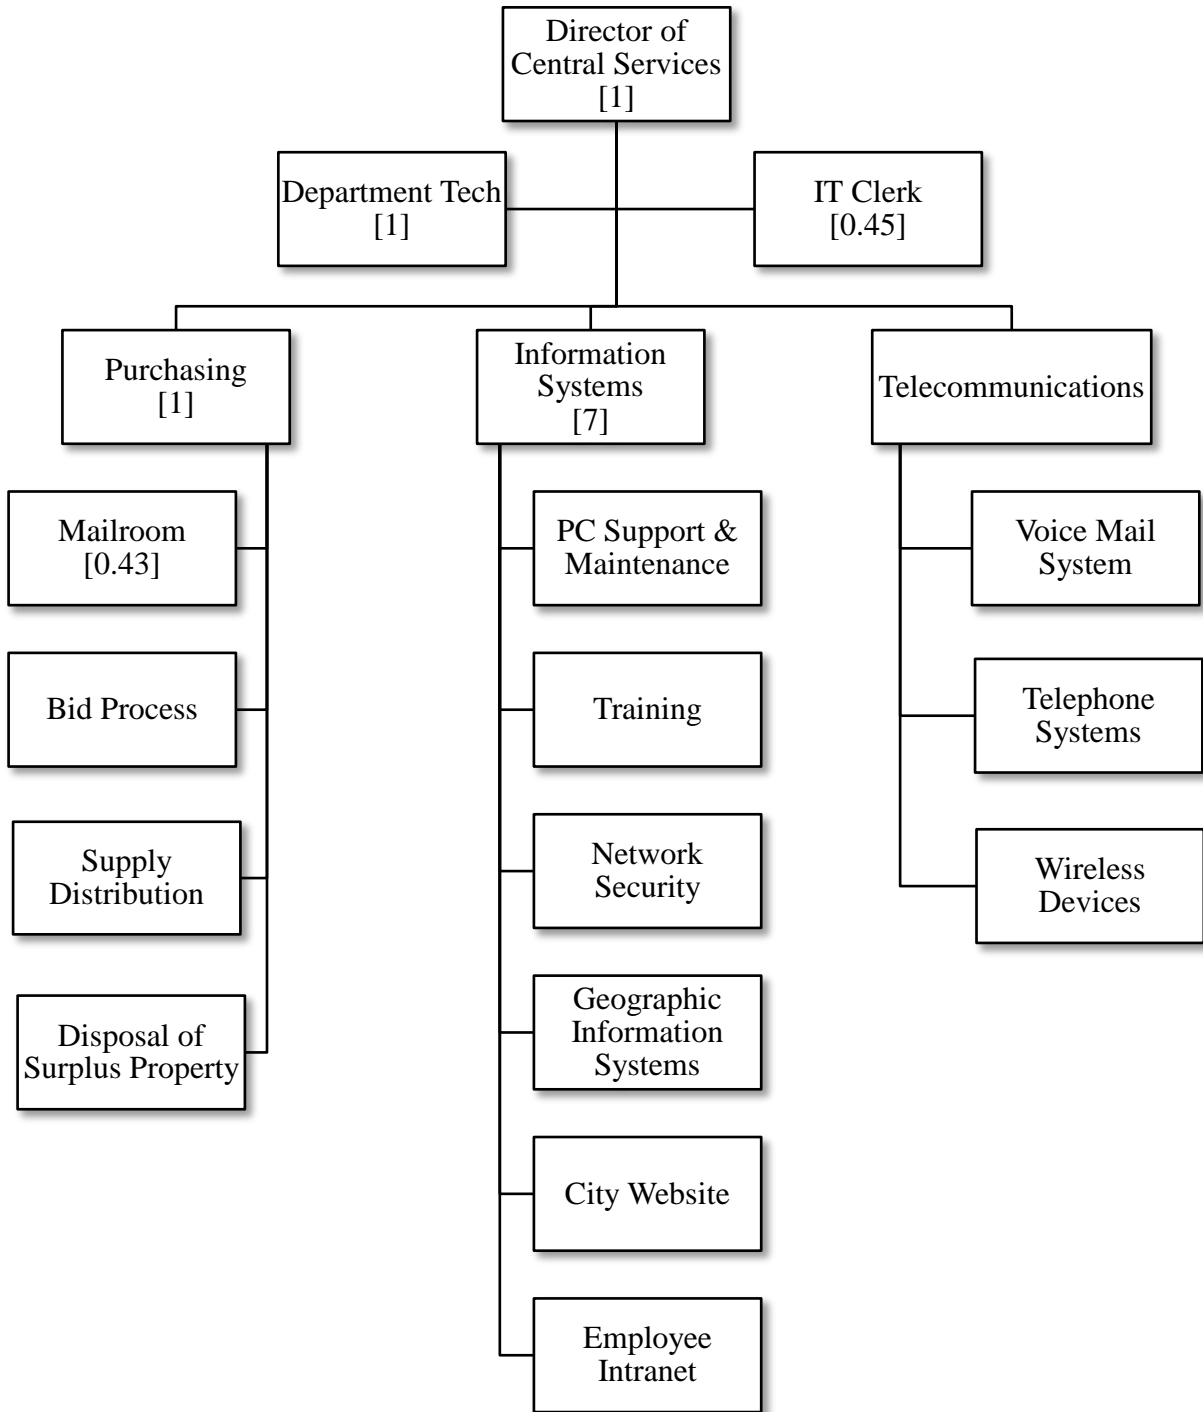 Director of
Central Services
[1]
Department Tech
[1]
IT Clerk
[0.45]
Purchasing
[1]
Information
Systems
[7]
Telecommunications
Mailroom
[0.43]
Bid Process
Supply
Distribution
Disposal of
Surplus Property
PC Support &
Maintenance
Training
Network
Security
Geographic
Information
Systems
City Website
Employee
Intranet
Voice Mail
System
Telephone
Systems
Wireless
Devices